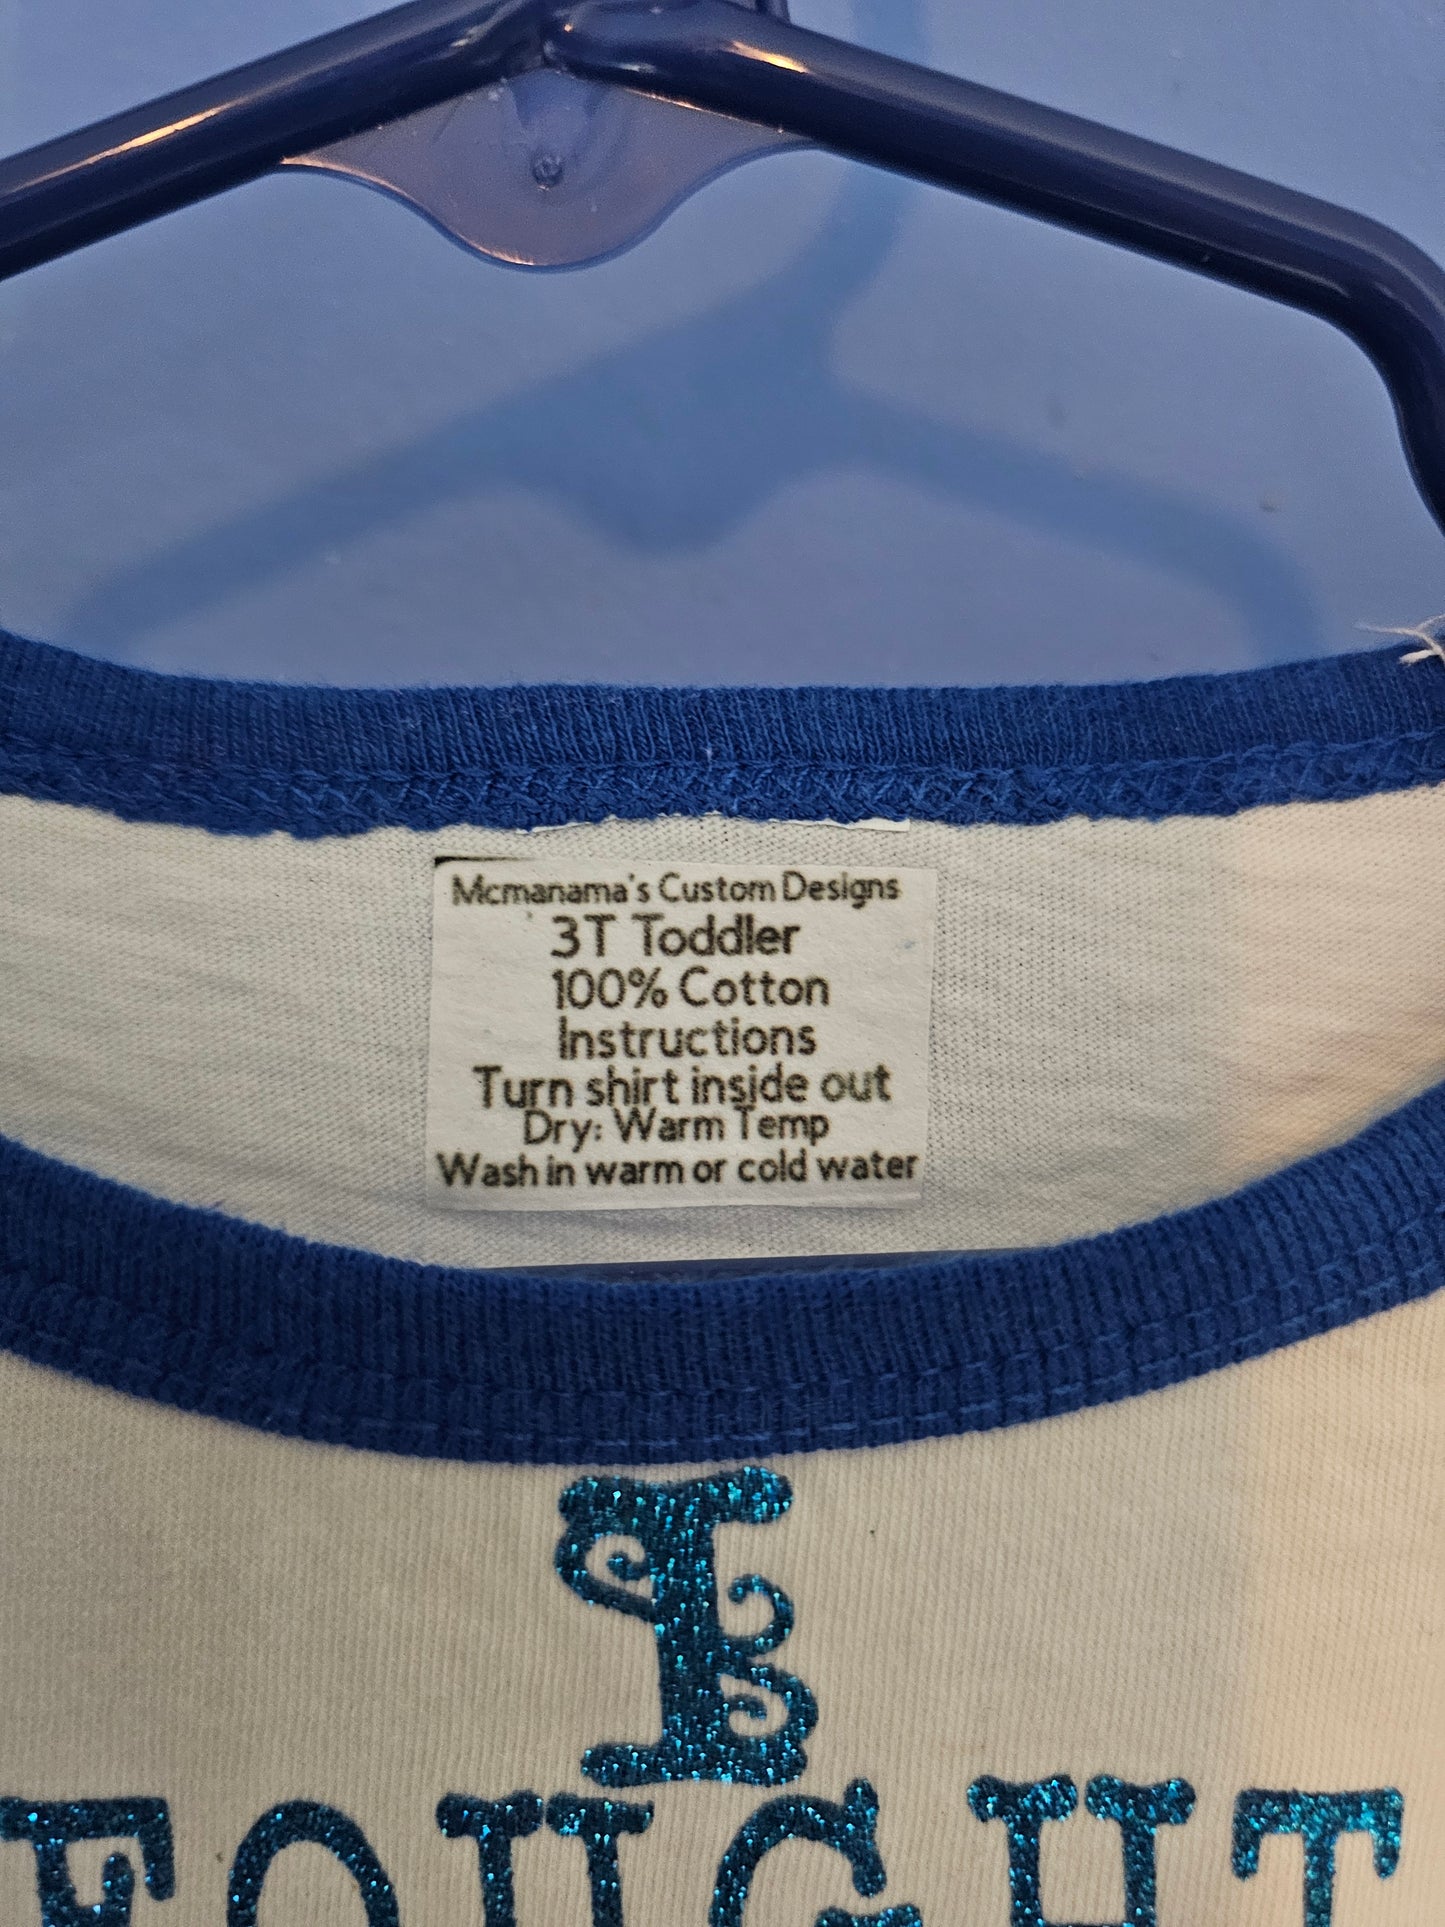 Mcmanama's Custom Designs
3T Toddler
100% Cotton
Instructions
Turn shirt inside out
Dry: Warm Temp
Wash in warm or cold water
I
FOUGHT